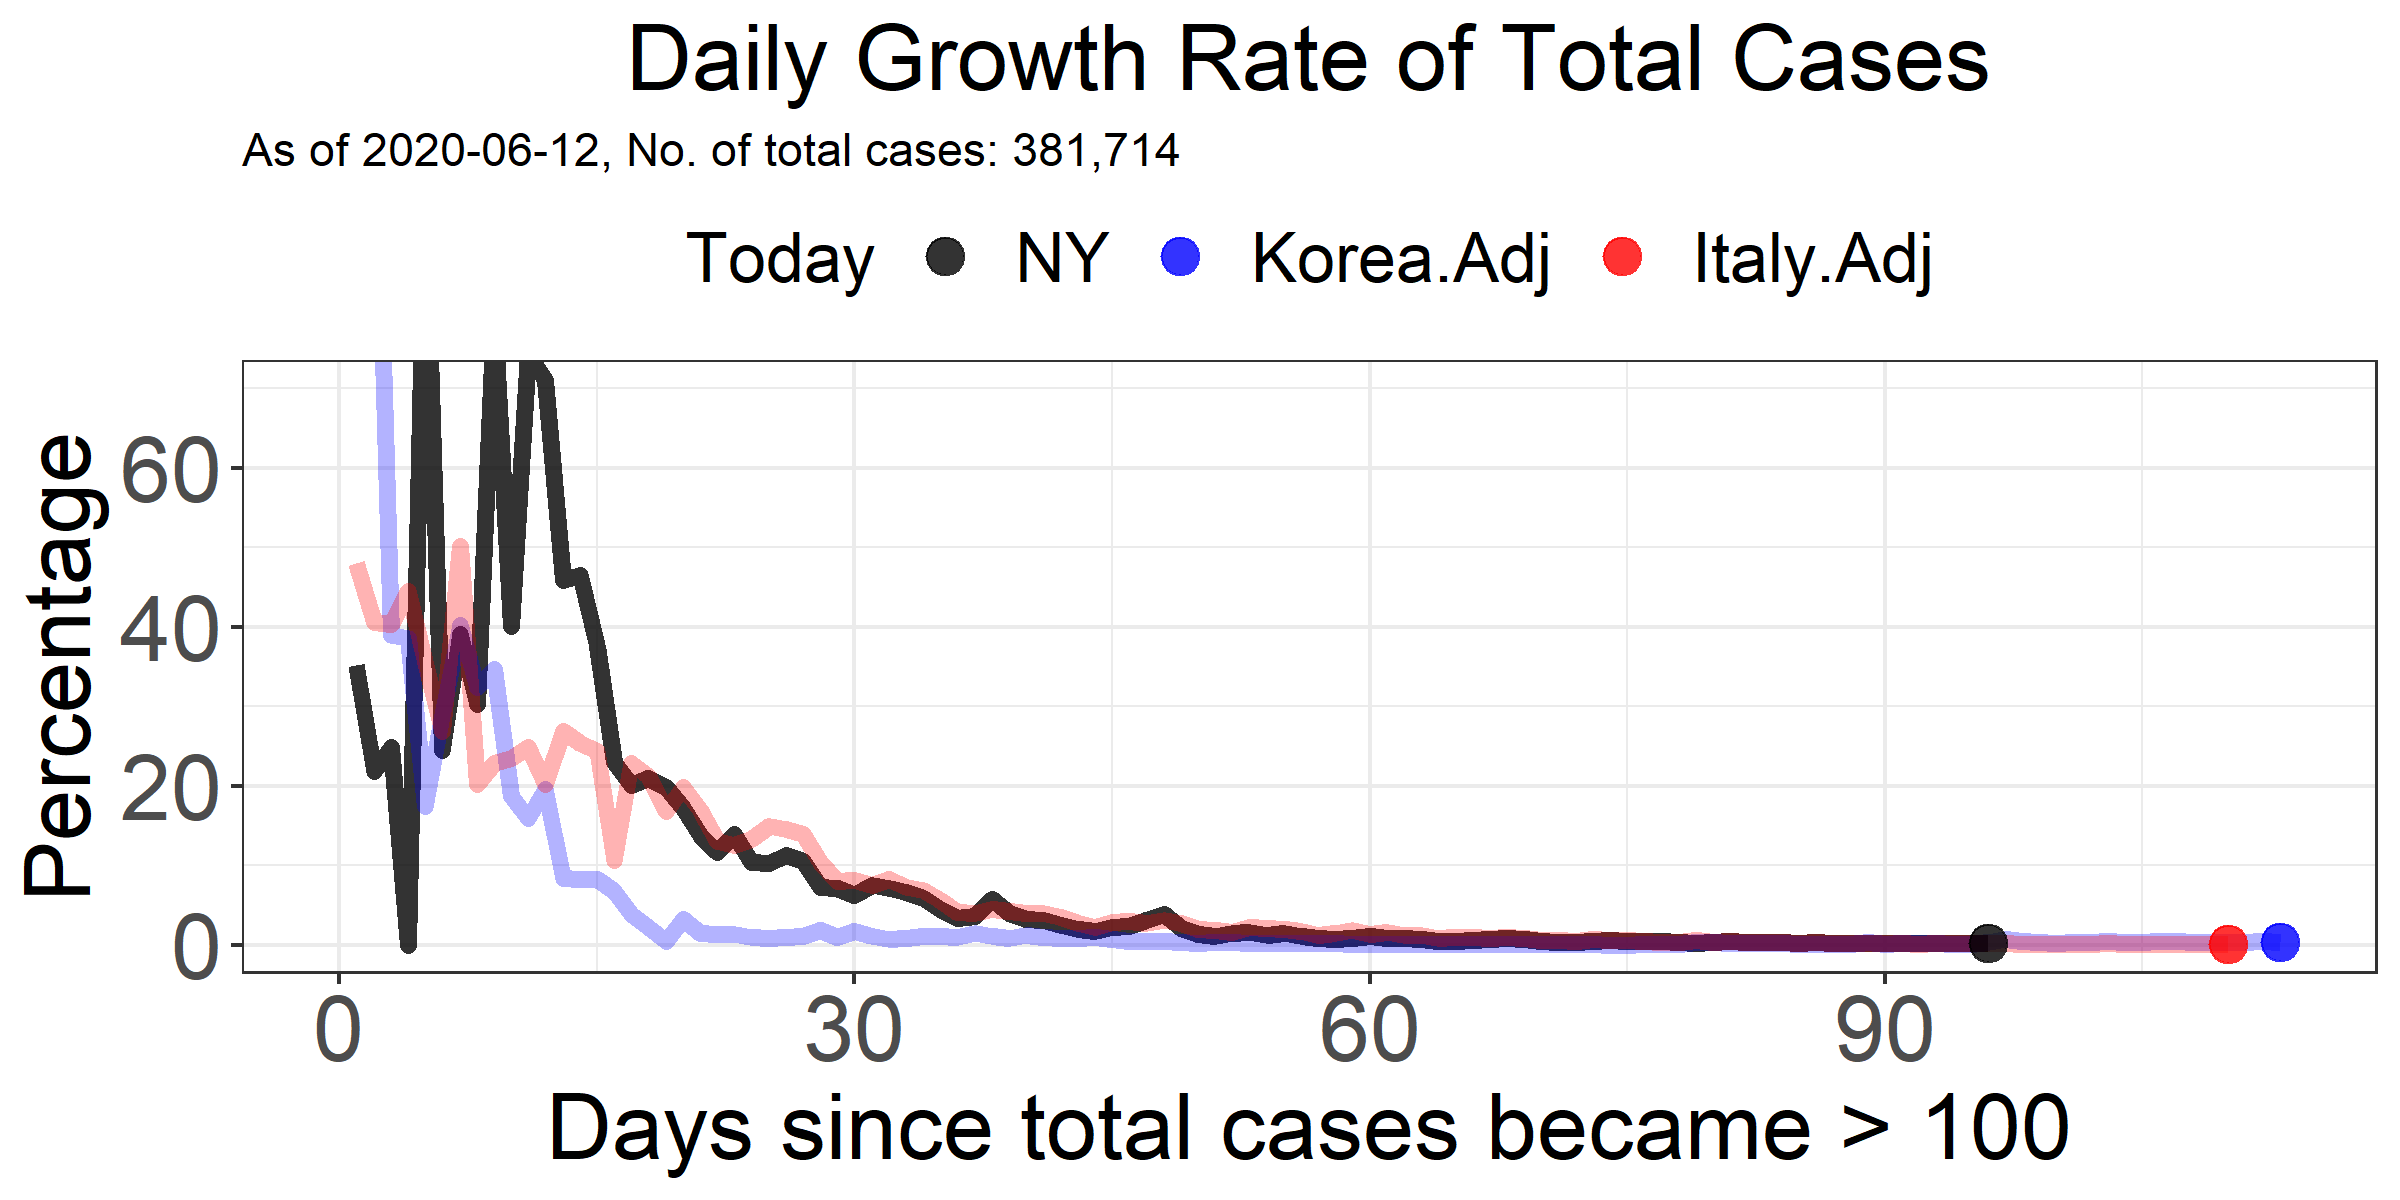 Daily Growth Rate of Total Cases
As of 2020-06-12, No. of total cases: 381,714
Today NY Korea.Adj Italy.Adj
Percentage
60
40
20
0
0 30 60 90
Days since total cases became > 100